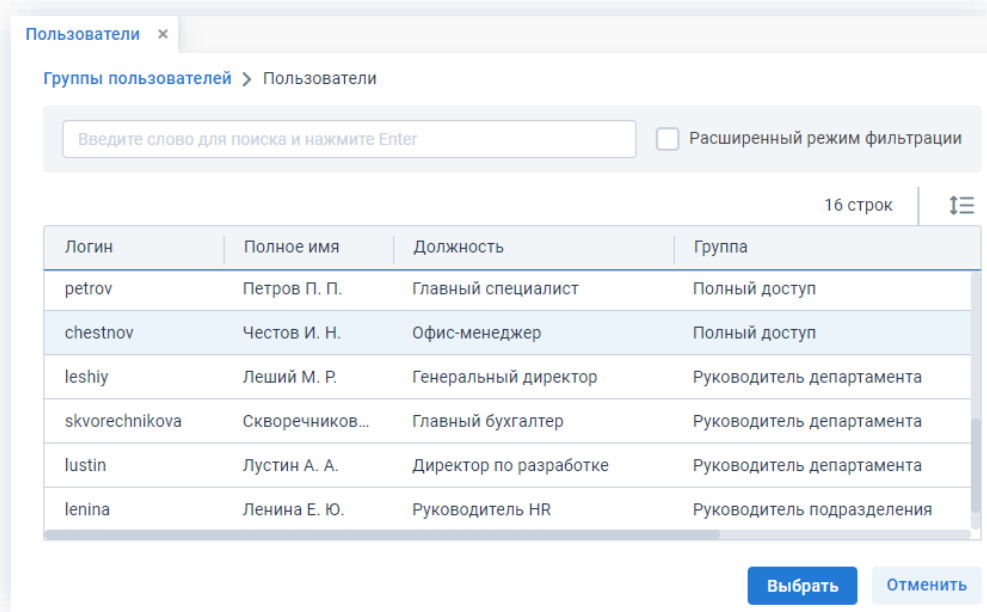 Пользователи ×
Группы пользователей > Пользователи
Введите слово для поиска и нажмите Enter Расширенный режим фильтрации
16 строк
Логин Полное имя Должность Группа
petrov Петров П. П. Главный специалист Полный доступ
chestnov Честов И. Н. Офис-менеджер Полный доступ
leshiy Леший М. Р. Генеральный директор Руководитель департамента
skvorechnikova Скворечников... Главный бухгалтер Руководитель департамента
lustin Лустин А. А. Директор по разработке Руководитель департамента
lenina Ленина Е. Ю. Руководитель HR Руководитель подразделения
Выбрать Отменить